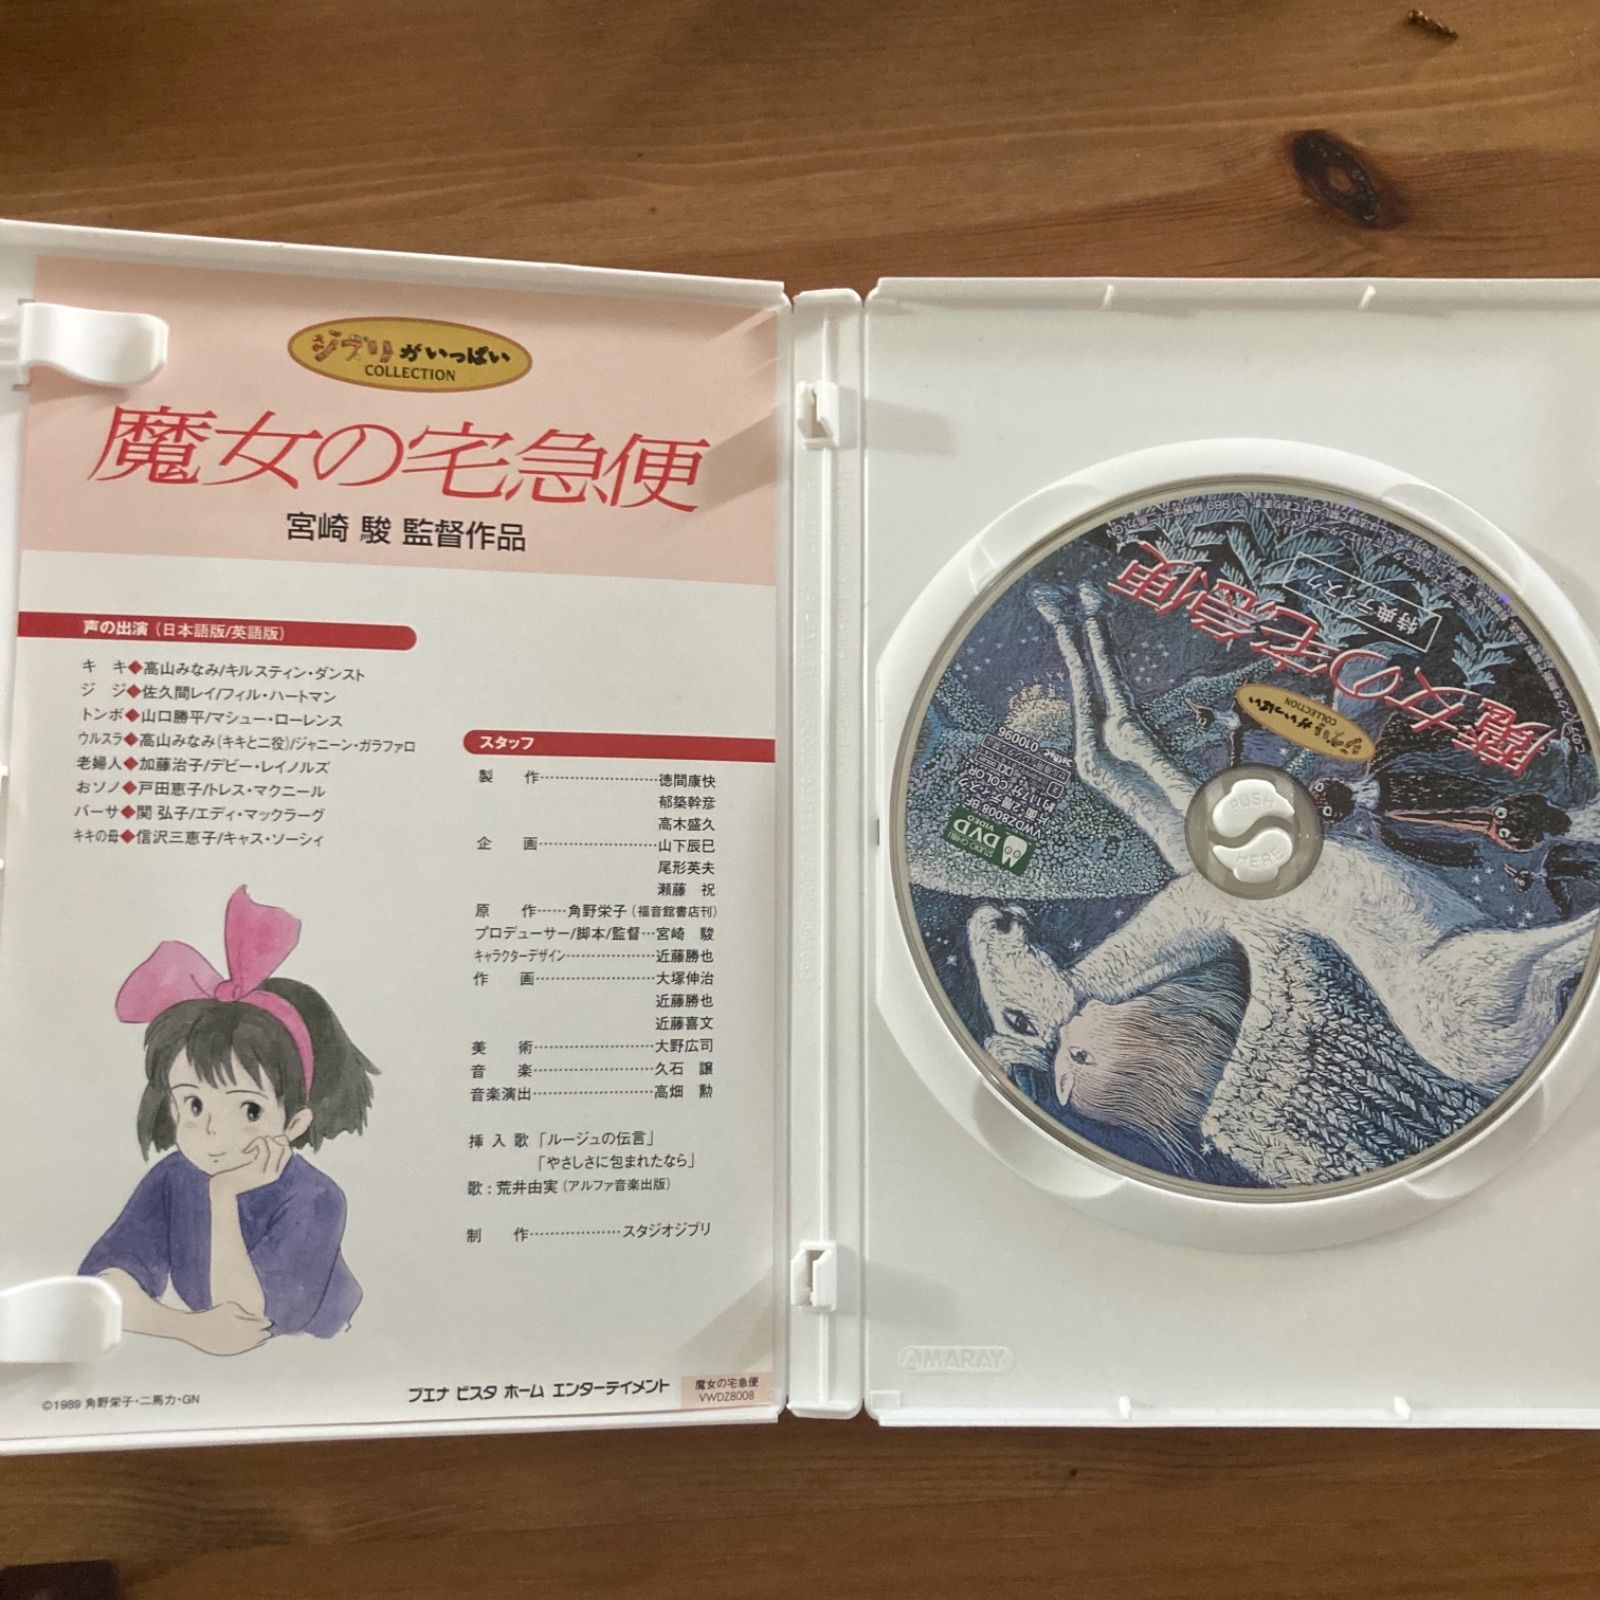 ジブリがいっぱい
COLLECTION
魔女の宅急便
宮崎 駿 監督作品
声の出演（日本語版/英語版）
キ キ◆高山みなみ/キルスティン・ダンスト
ジ ジ◆佐久間レイ/フィル・ハートマン
トンボ◆山口勝平/マシュー・ローレンス
ウルスラ◆高山みなみ（キキと二役）/ジャニーン・ガラファロ
老婦人◆加藤治子/デビー・レイノルズ
おソノ◆戸田恵子/トレス・マクニール
バーサ◆関 弘子/エディ・マックラーグ
キキの母◆信沢三恵子/キャス・ソーシィ
スタッフ
製 作……………………徳間康快
郁築幹彦
高木盛久
企 画……………………山下辰巳
尾形英夫
瀬藤 祝
原 作……角野栄子（福音館書店刊）
プロデューサー/脚本/監督…宮崎 駿
キャラクターデザイン………………近藤勝也
作 画……………………大塚伸治
近藤勝也
近藤喜文
美 術……………………大野広司
音 楽……………………久石 譲
音楽演出……………………高畑 勲
挿 入 歌「ルージュの伝言」
「やさしさに包まれたなら」
歌：荒井由実（アルファ音楽出版）
制 作………………スタジオジブリ
©1989 角野栄子・二馬力・GN
ブエナ ビスタ ホーム エンターテイメント
魔女の宅急便
VWDZ8008
魔女の宅急便
特典ディスク
ジブリがいっぱい
COLLECTION
STUDIO GHIBLI
DVD
VIDEO
VWDZ8008-BF
010096
PUSH
HERE
AMARAY